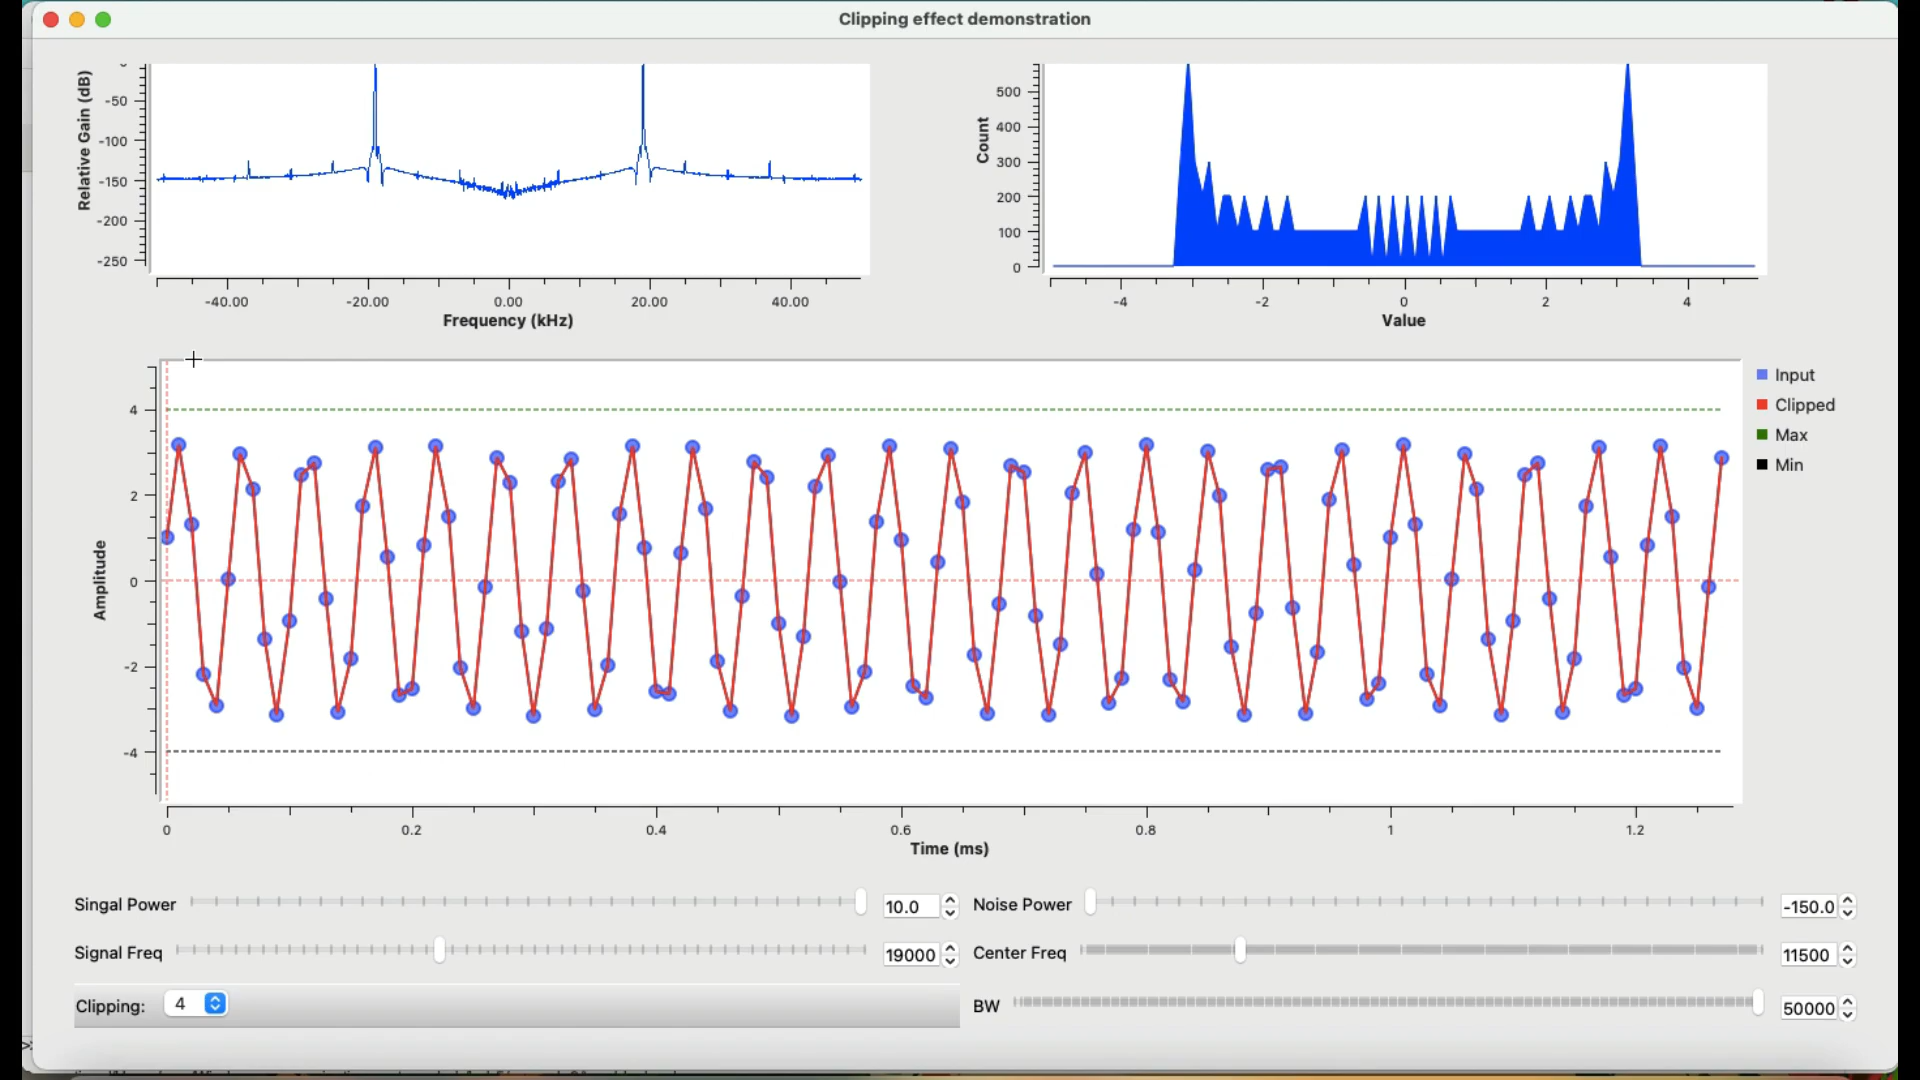 Clipping effect demonstration
Relative Gain (dB)
-50
-100
-150
-200
-250
-40.00 -20.00 0.00 20.00 40.00
Frequency (kHz)
Count
500
400
300
200
100
0
-4 -2 0 2 4
Value
Amplitude
4
2
0
-2
-4
0 0.2 0.4 0.6 0.8 1 1.2
Time (ms)
Input
Clipped
Max
Min
Singal Power 10.0 Noise Power -150.0
Signal Freq 19000 Center Freq 11500
Clipping: 4 BW 50000